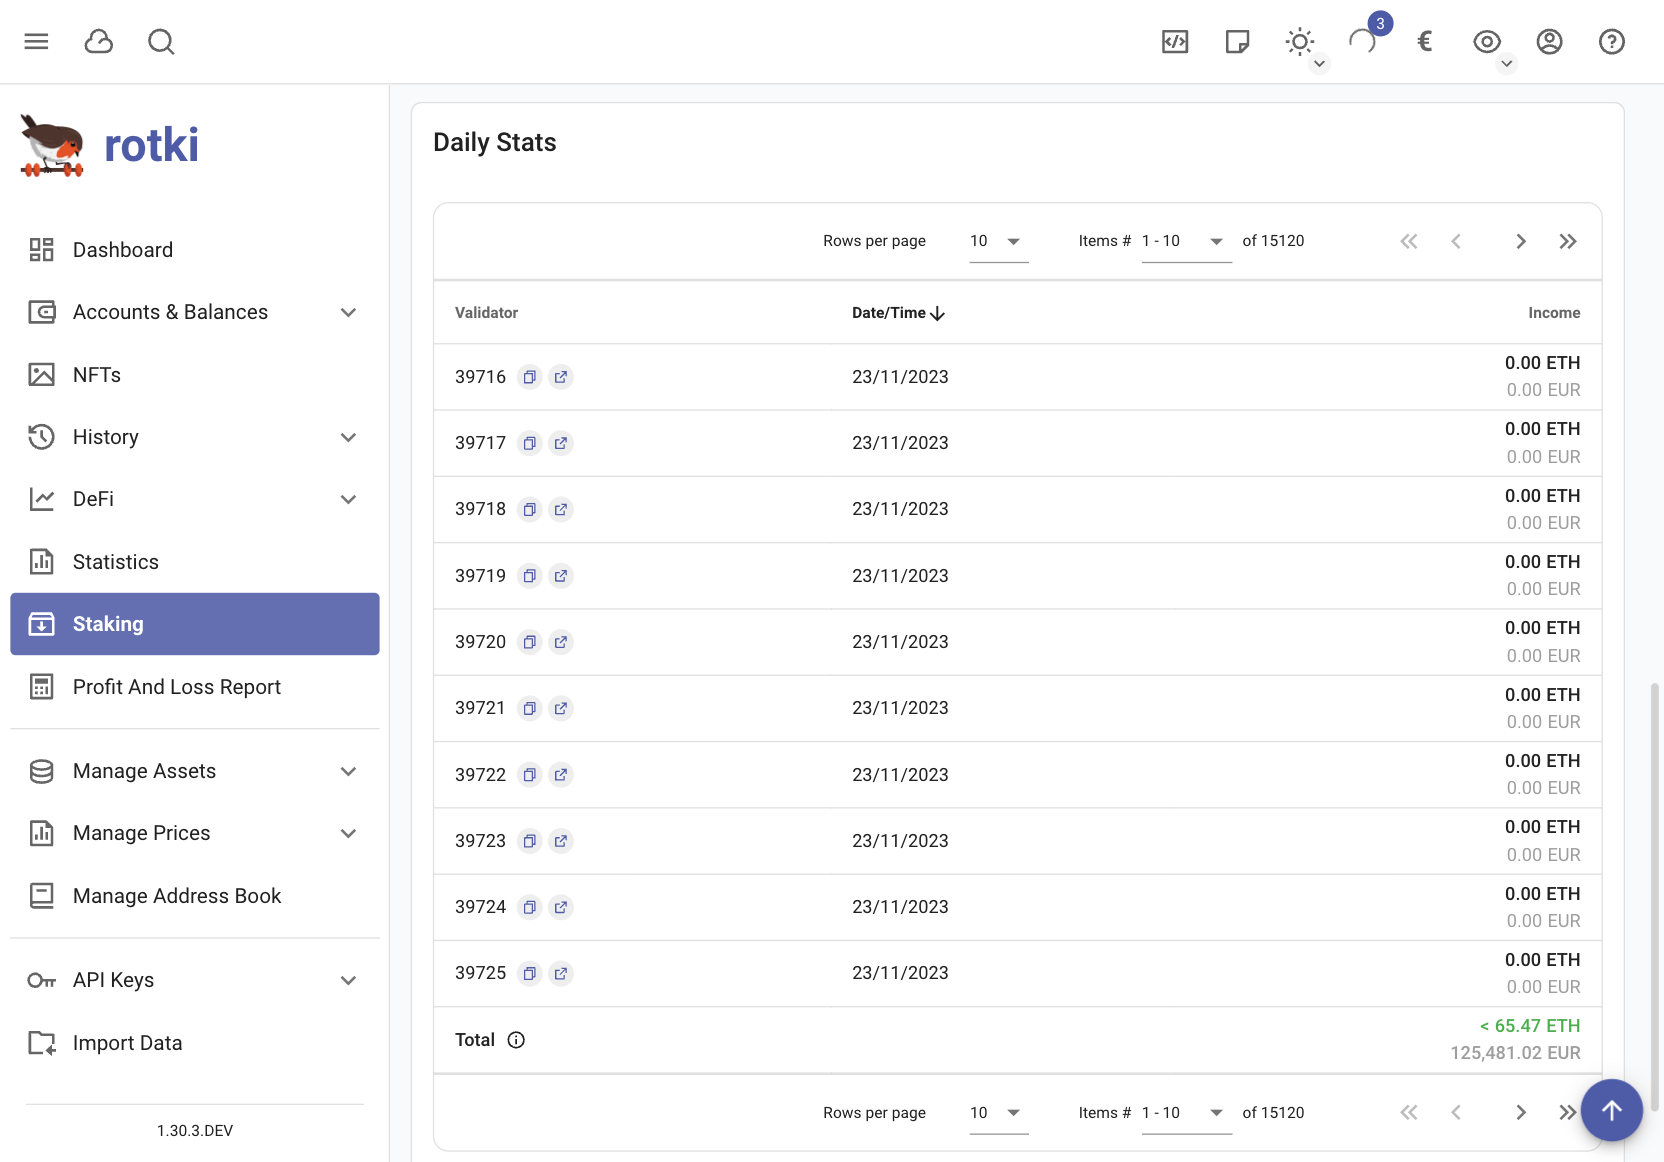 3
€
rotki
Dashboard
Accounts & Balances
NFTs
History
DeFi
Statistics
Staking
Profit And Loss Report
Manage Assets
Manage Prices
Manage Address Book
API Keys
Import Data
1.30.3.DEV
Daily Stats
Rows per page 10 Items # 1 - 10 of 15120
Validator Date/Time Income
39716 23/11/2023 0.00 ETH
0.00 EUR
39717 23/11/2023 0.00 ETH
0.00 EUR
39718 23/11/2023 0.00 ETH
0.00 EUR
39719 23/11/2023 0.00 ETH
0.00 EUR
39720 23/11/2023 0.00 ETH
0.00 EUR
39721 23/11/2023 0.00 ETH
0.00 EUR
39722 23/11/2023 0.00 ETH
0.00 EUR
39723 23/11/2023 0.00 ETH
0.00 EUR
39724 23/11/2023 0.00 ETH
0.00 EUR
39725 23/11/2023 0.00 ETH
0.00 EUR
Total < 65.47 ETH
125,481.02 EUR
Rows per page 10 Items # 1 - 10 of 15120